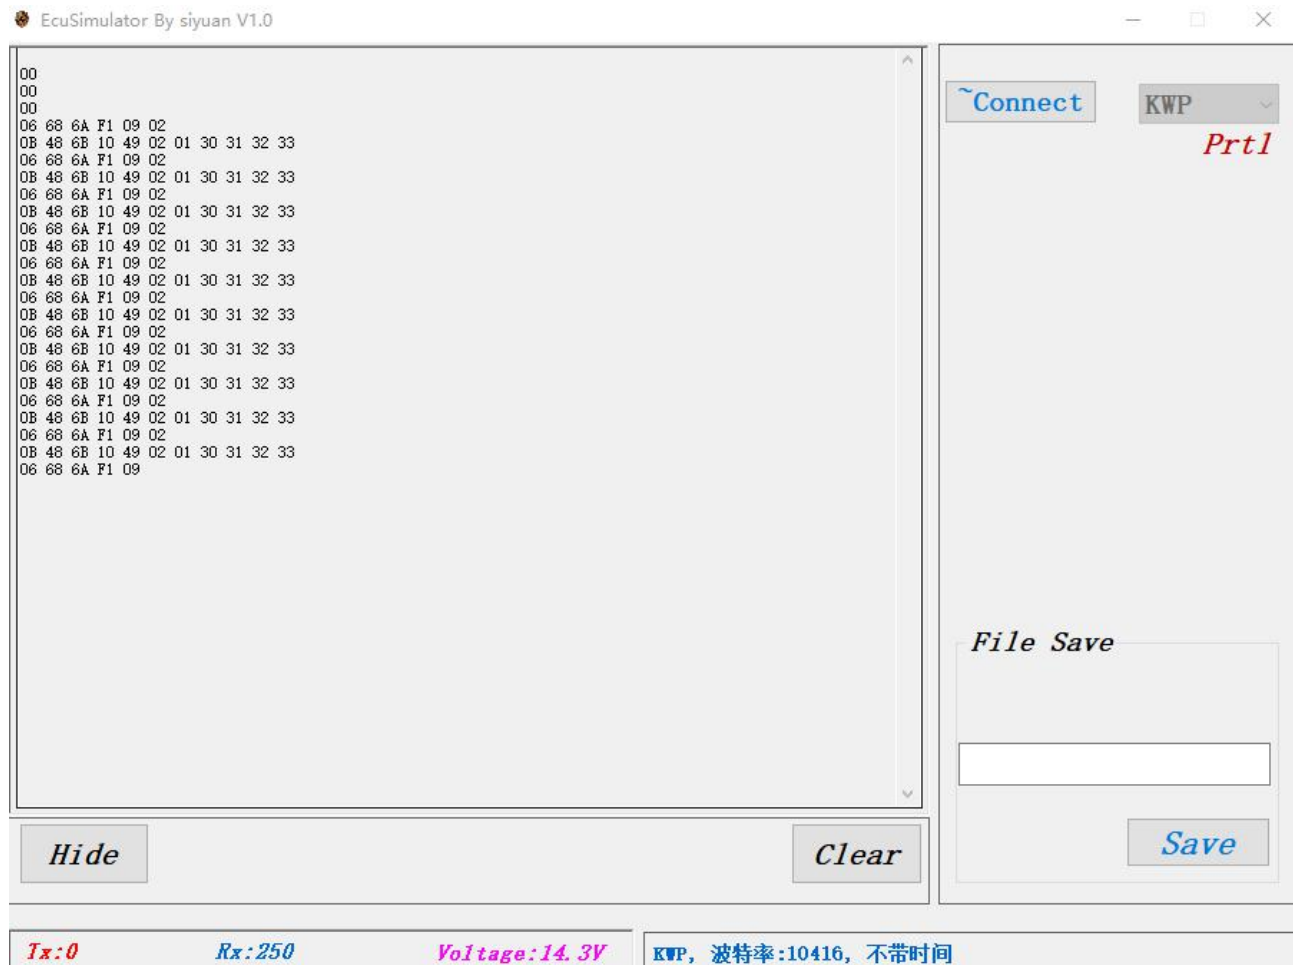 EcuSimulator By siyuan V1.0
00
00
00
06 68 6A F1 09 02
0B 48 6B 10 49 02 01 30 31 32 33
06 68 6A F1 09 02
0B 48 6B 10 49 02 01 30 31 32 33
06 68 6A F1 09 02
0B 48 6B 10 49 02 01 30 31 32 33
06 68 6A F1 09 02
0B 48 6B 10 49 02 01 30 31 32 33
06 68 6A F1 09 02
0B 48 6B 10 49 02 01 30 31 32 33
06 68 6A F1 09 02
0B 48 6B 10 49 02 01 30 31 32 33
06 68 6A F1 09 02
0B 48 6B 10 49 02 01 30 31 32 33
06 68 6A F1 09 02
0B 48 6B 10 49 02 01 30 31 32 33
06 68 6A F1 09 02
0B 48 6B 10 49 02 01 30 31 32 33
06 68 6A F1 09 02
0B 48 6B 10 49 02 01 30 31 32 33
06 68 6A F1 09
~Connect
KWP
Prtl
File Save
Save
Hide
Clear
Tx:0
Rx:250
Voltage:14.3V
KWP, 波特率:10416, 不带时间